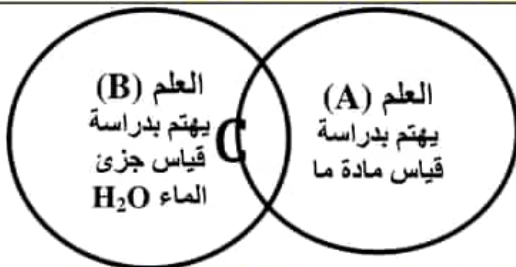 العلم (A)
يهتم بدراسة
قياس مادة ما
C
العلم (B)
يهتم بدراسة
قياس جزئ
الماء H₂O